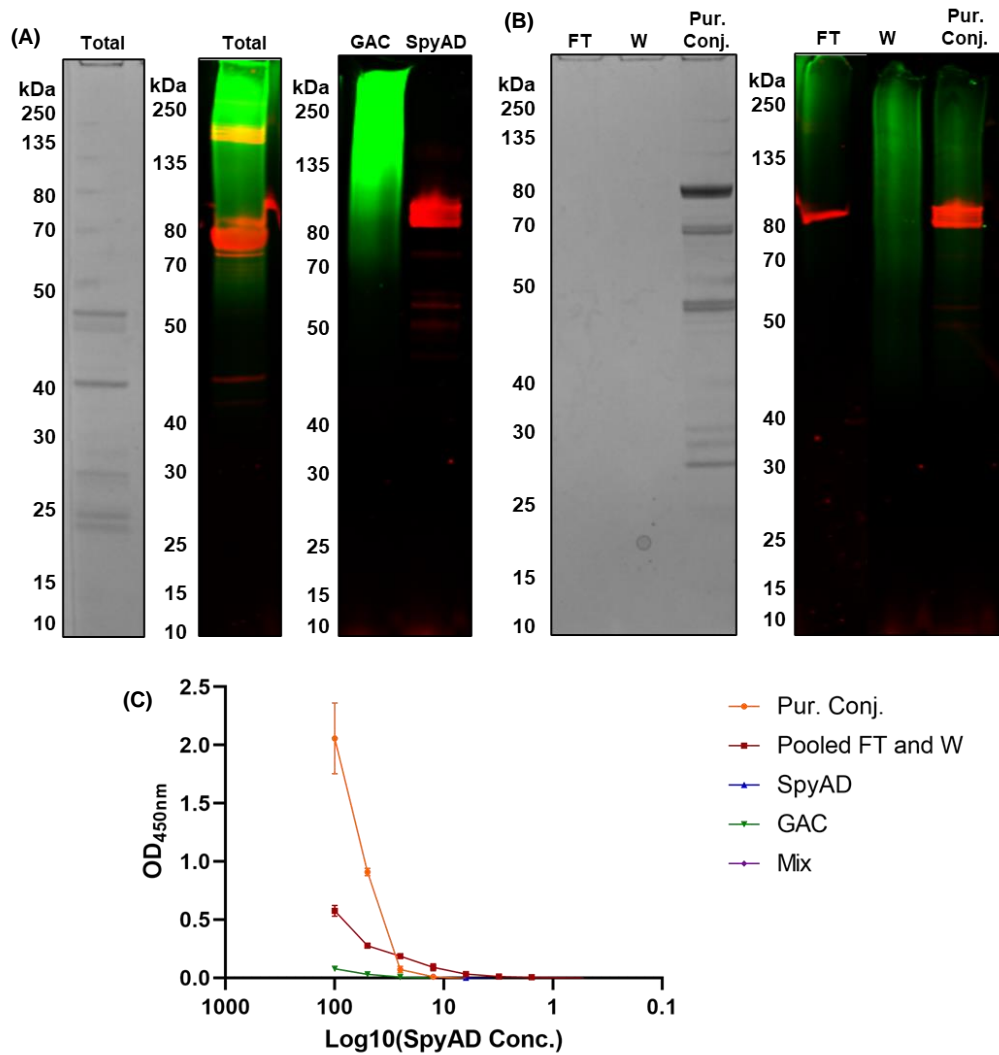 (A)
Total
kDa
250
135
80
70
50
40
30
25
15
10
Total
kDa
250
135
80
70
50
40
30
25
15
10
GAC SpyAD
kDa
250
135
80
70
50
40
30
25
15
10
(B)
FT W Pur.
Conj.
kDa
250
135
80
70
50
40
30
25
15
10
FT W Pur.
Conj.
kDa
250
135
80
70
50
40
30
25
15
10
(C)
OD450nm
2.5
2.0
1.5
1.0
0.5
0.0
1000 100 10 1 0.1
Log10(SpyAD Conc.)
Pur. Conj.
Pooled FT and W
SpyAD
GAC
Mix